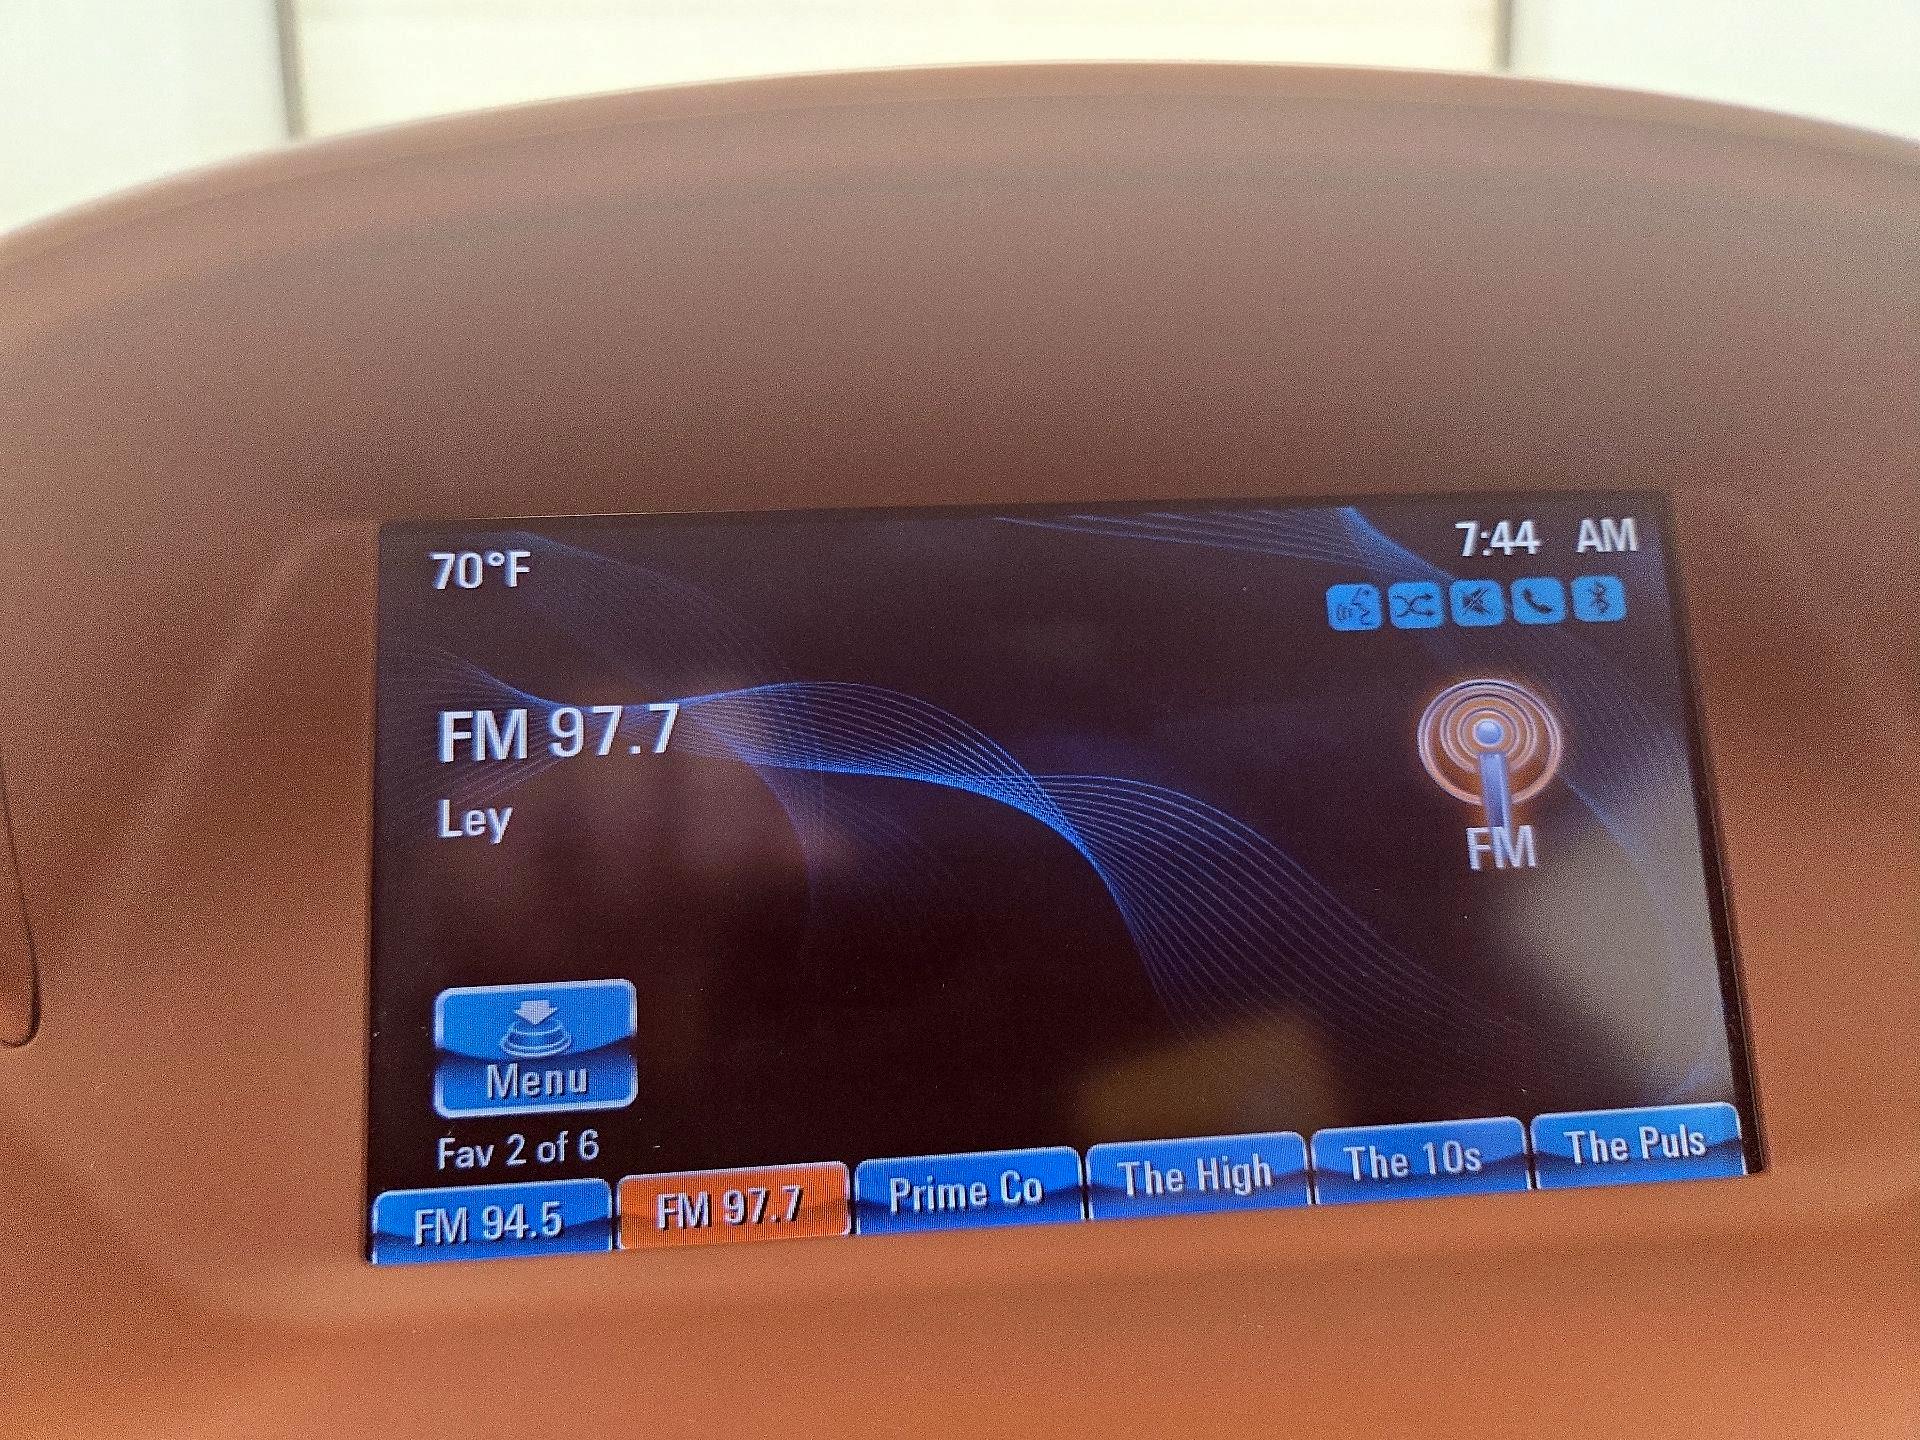 70°F
7:44 AM
FM 97.7
Ley
FM
Menu
Fav 2 of 6
FM 94.5
FM 97.7
Prime Co
The High
The 10s
The Puls